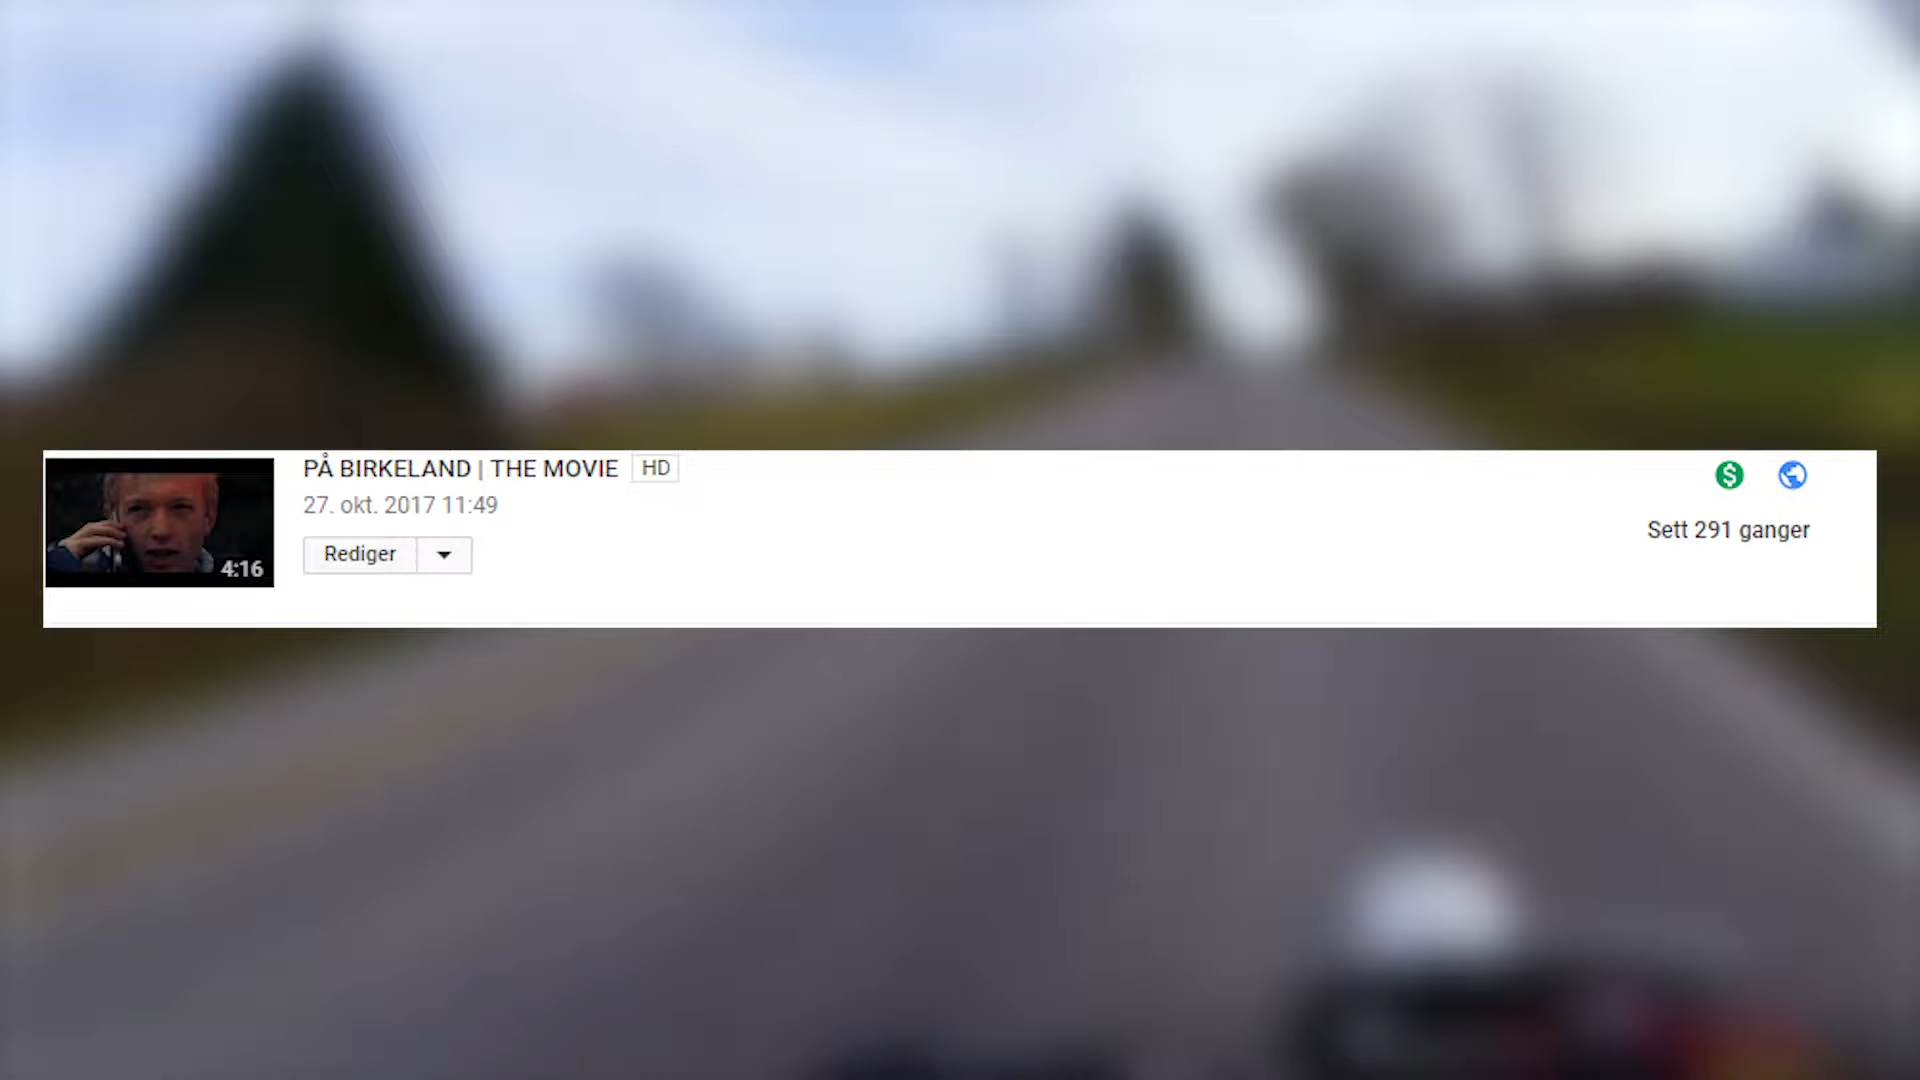 PÅ BIRKELAND | THE MOVIE HD
27. okt. 2017 11:49
Rediger
4:16
Sett 291 ganger